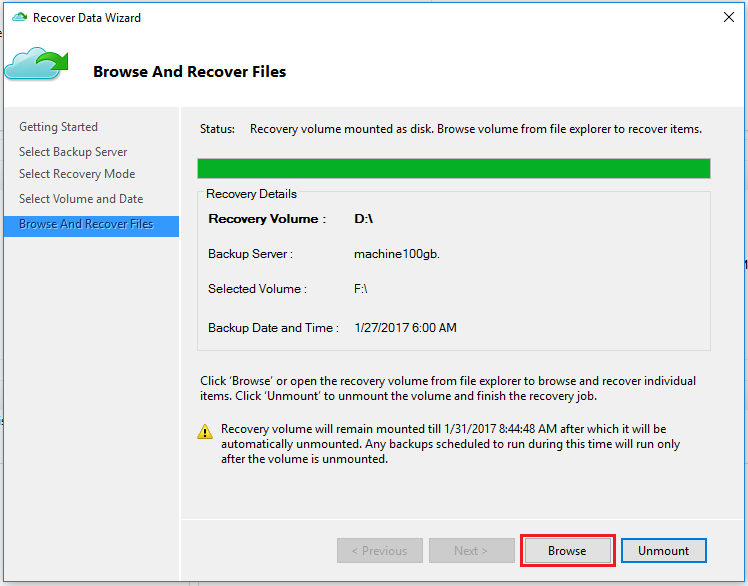 Recover Data Wizard
Browse And Recover Files
Getting Started
Select Backup Server
Select Recovery Mode
Select Volume and Date
Browse And Recover Files
Status: Recovery volume mounted as disk. Browse volume from file explorer to recover items.
Recovery Details
Recovery Volume : D:\
Backup Server : machine100gb.
Selected Volume : F:\
Backup Date and Time : 1/27/2017 6:00 AM
Click ‘Browse’ or open the recovery volume from file explorer to browse and recover individual
items. Click ‘Unmount’ to unmount the volume and finish the recovery job.
Recovery volume will remain mounted till 1/31/2017 8:44:48 AM after which it will be
automatically unmounted. Any backups scheduled to run during this time will run only
after the volume is unmounted.
< Previous
Next >
Browse
Unmount